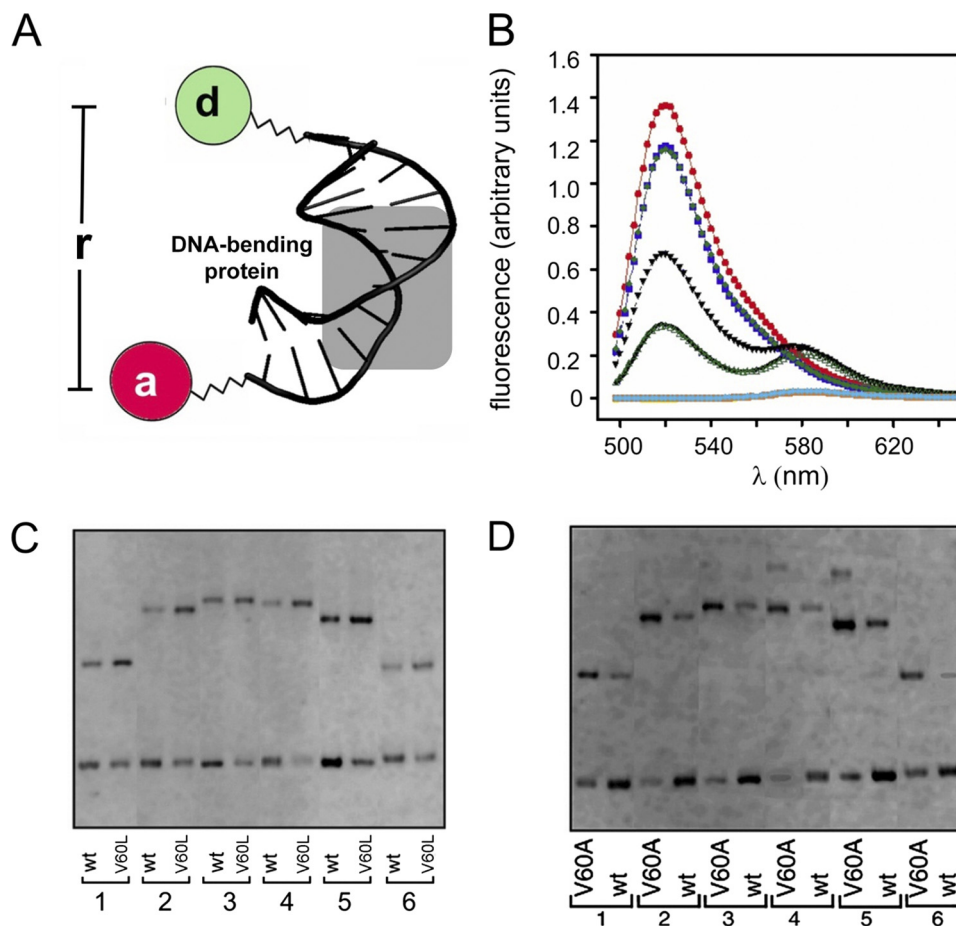 A
d
r
DNA-bending
protein
a
B
fluorescence (arbitrary units)
1.6
1.4
1.2
1.0
0.8
0.6
0.4
0.2
0
500 540 580 620
λ (nm)
C
wt V60L wt V60L wt V60L wt V60L wt V60L wt V60L
1 2 3 4 5 6
D
V60A wt V60A wt V60A wt V60A wt V60A wt V60A wt
1 2 3 4 5 6